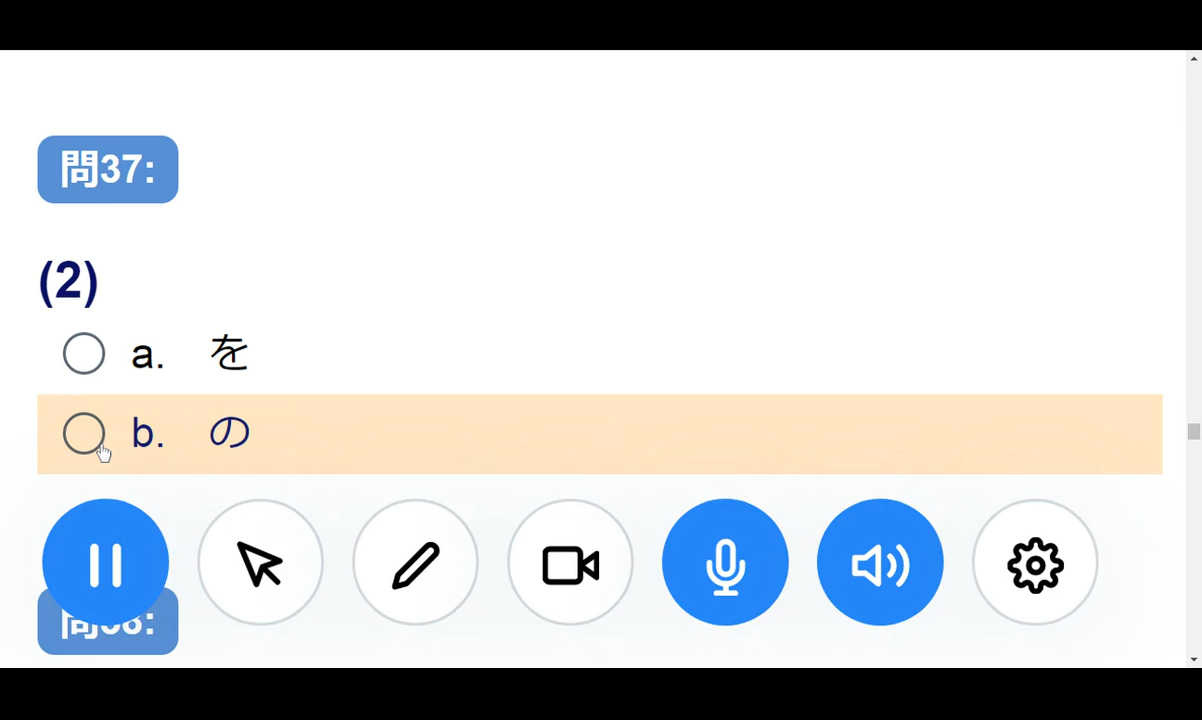 問37:
(2)
a. を
b. の